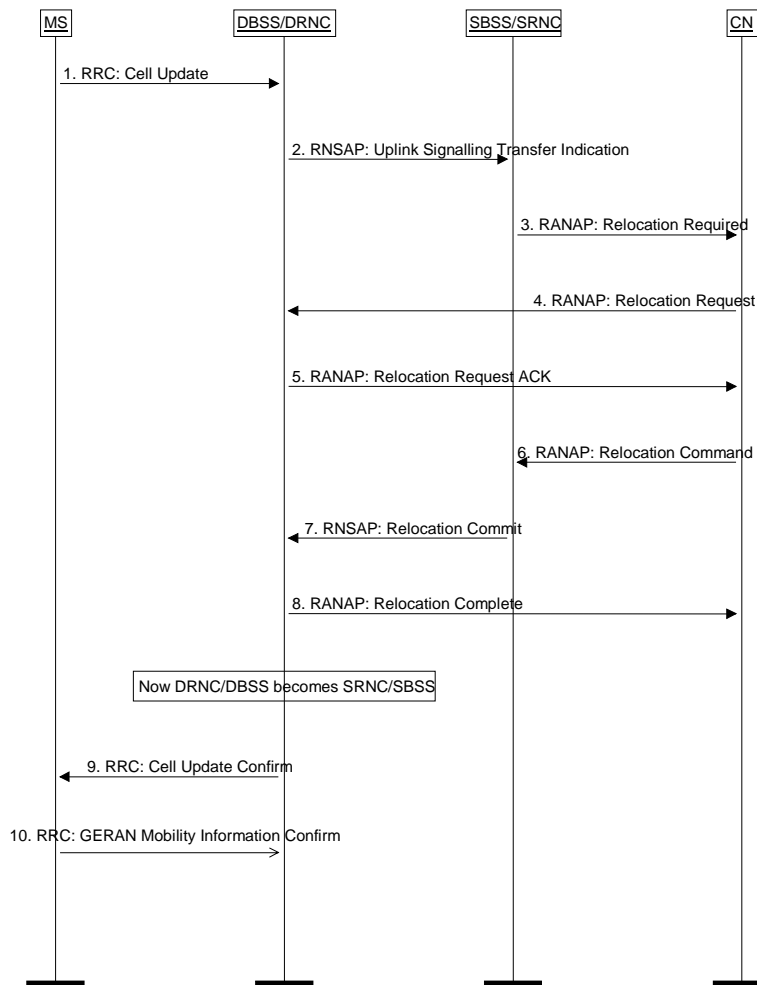 MS
DBSS/DRNC
SBSS/SRNC
CN
1. RRC: Cell Update
2. RNSAP: Uplink Signalling Transfer Indication
3. RANAP: Relocation Required
4. RANAP: Relocation Request
5. RANAP: Relocation Request ACK
6. RANAP: Relocation Command
7. RNSAP: Relocation Commit
8. RANAP: Relocation Complete
Now DRNC/DBSS becomes SRNC/SBSS
9. RRC: Cell Update Confirm
10. RRC: GERAN Mobility Information Confirm